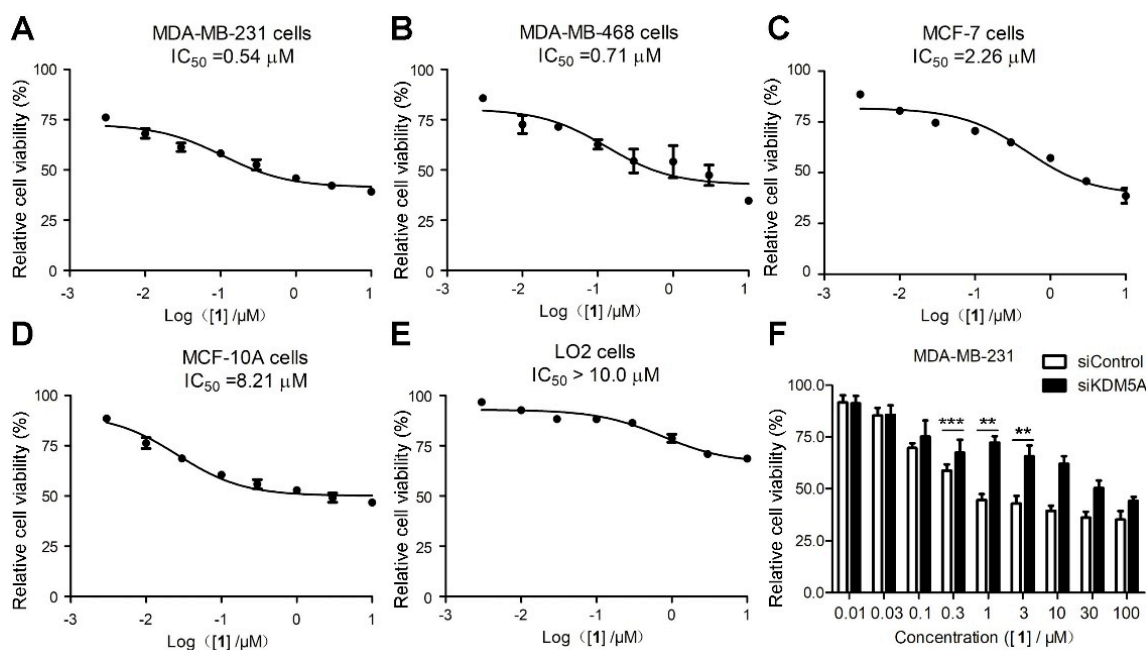 A
MDA-MB-231 cells
IC50 =0.54 μM
Relative cell viability (%)
100
75
50
25
0
-3
-2
-1
0
1
Log （[1] /μM）
B
MDA-MB-468 cells
IC50 =0.71 μM
Relative cell viability (%)
100
75
50
25
0
-3
-2
-1
0
1
Log （[1] /μM）
C
MCF-7 cells
IC50 =2.26 μM
Relative cell viability (%)
100
75
50
25
0
-3
-2
-1
0
1
Log （[1] /μM）
D
MCF-10A cells
IC50 =8.21 μM
Relative cell viability (%)
100
75
50
25
0
-3
-2
-1
0
1
Log （[1] /μM）
E
LO2 cells
IC50 > 10.0 μM
Relative cell viability (%)
100
75
50
25
0
-3
-2
-1
0
1
Log （[1] /μM）
F
MDA-MB-231
siControl
siKDM5A
Relative cell viability (%)
100.0
75.0
50.0
25.0
0.0
***
**
**
0.01
0.03
0.1
0.3
1
3
10
30
100
Concentration ([1] / μM)